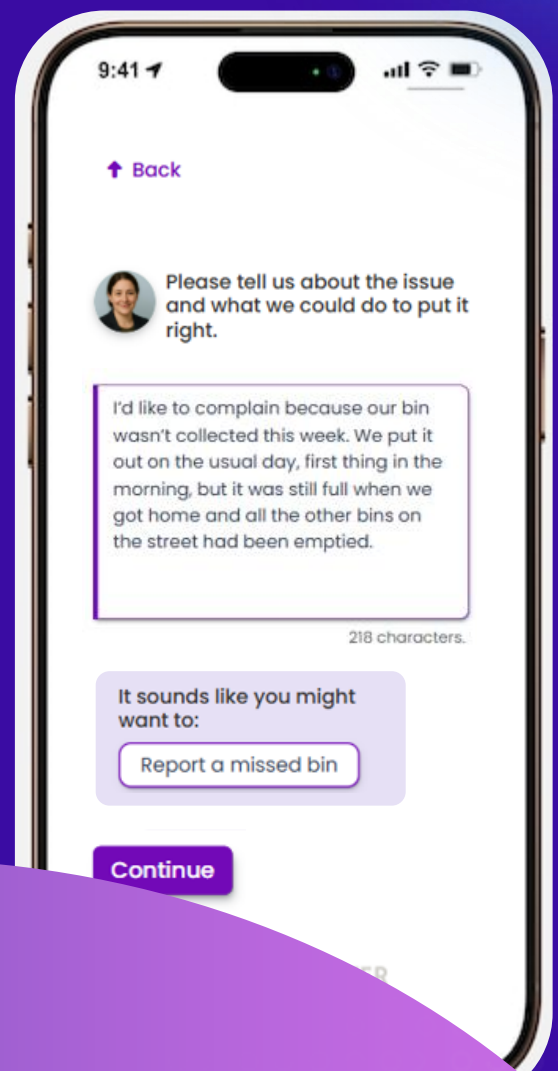 9:41
Back
Please tell us about the issue
and what we could do to put it
right.
I'd like to complain because our bin
wasn't collected this week. We put it
out on the usual day, first thing in the
morning, but it was still full when we
got home and all the other bins on
the street had been emptied.
218 characters.
It sounds like you might
want to:
Report a missed bin
Continue